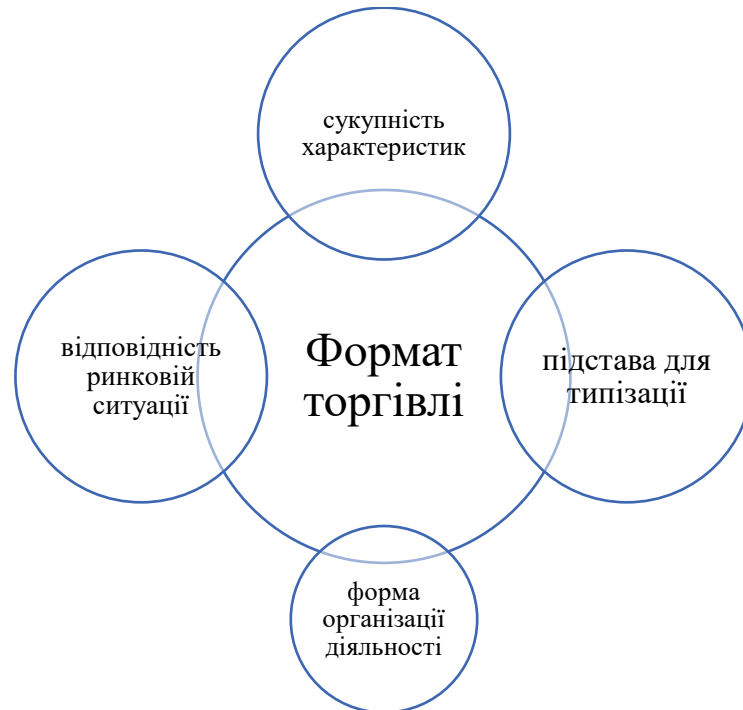 сукупність
характеристик
відповідність
ринковій
ситуації
Формат
торгівлі
підстава для
типізації
форма
організації
діяльності